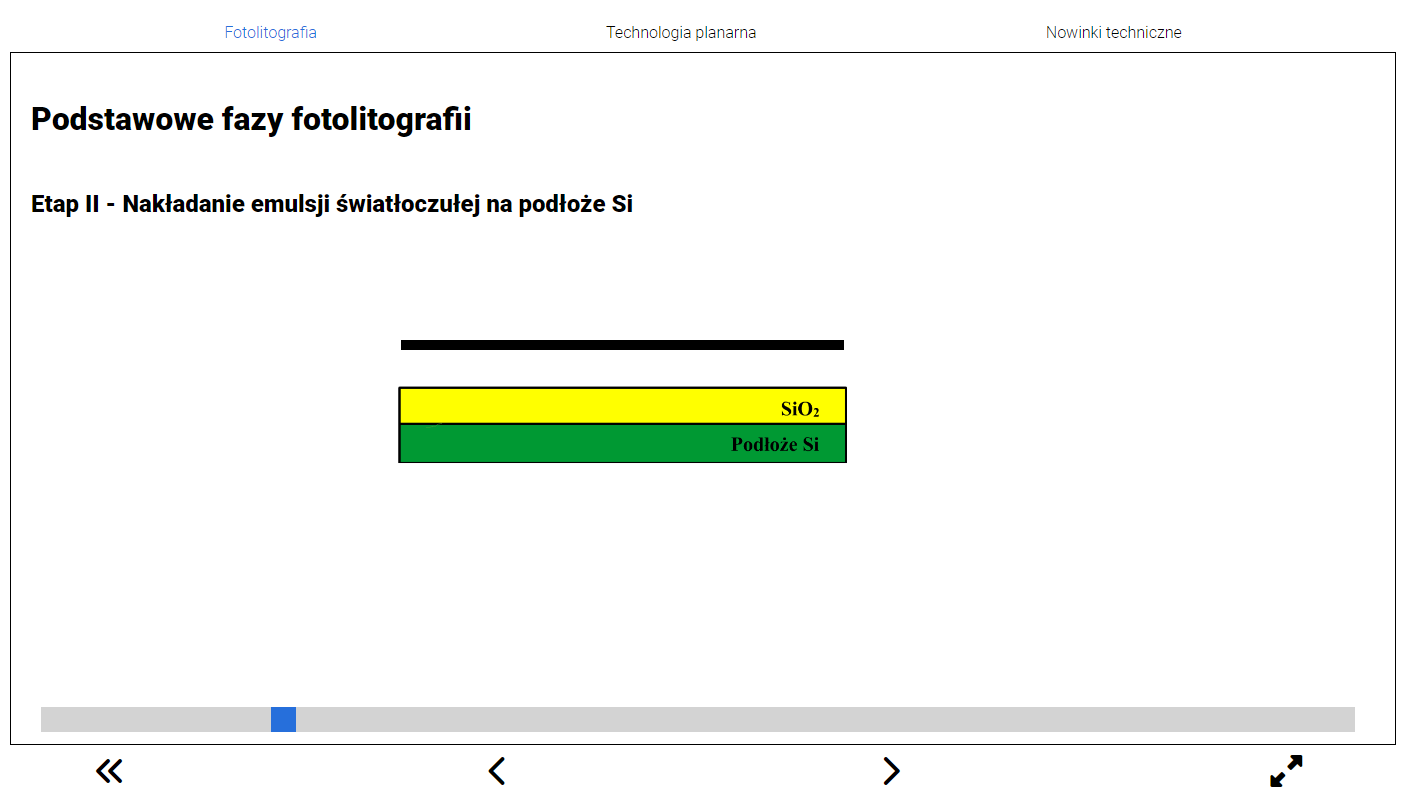 Fotolitografia Technologia planarna Nowinki techniczne
Podstawowe fazy fotolitografii
Etap II - Nakładanie emulsji światłoczułej na podłoże Si
SiO₂
Podłoże Si